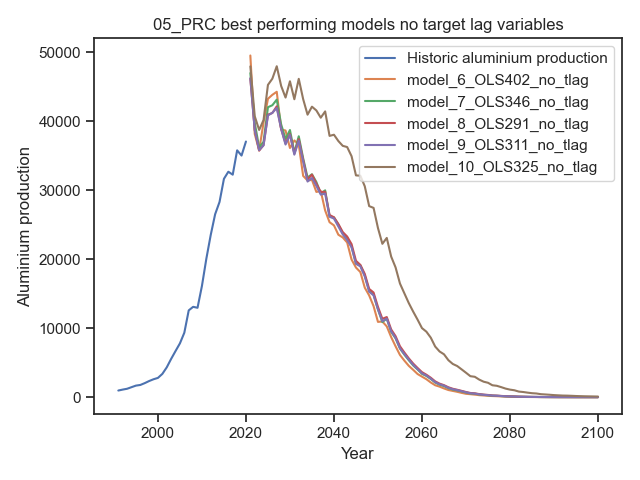 05_PRC best performing models no target lag variables
50000
40000
30000
20000
10000
0
Aluminium production
Historic aluminium production
model_6_OLS402_no_tlag
model_7_OLS346_no_tlag
model_8_OLS291_no_tlag
model_9_OLS311_no_tlag
model_10_OLS325_no_tlag
2000 2020 2040 2060 2080 2100
Year